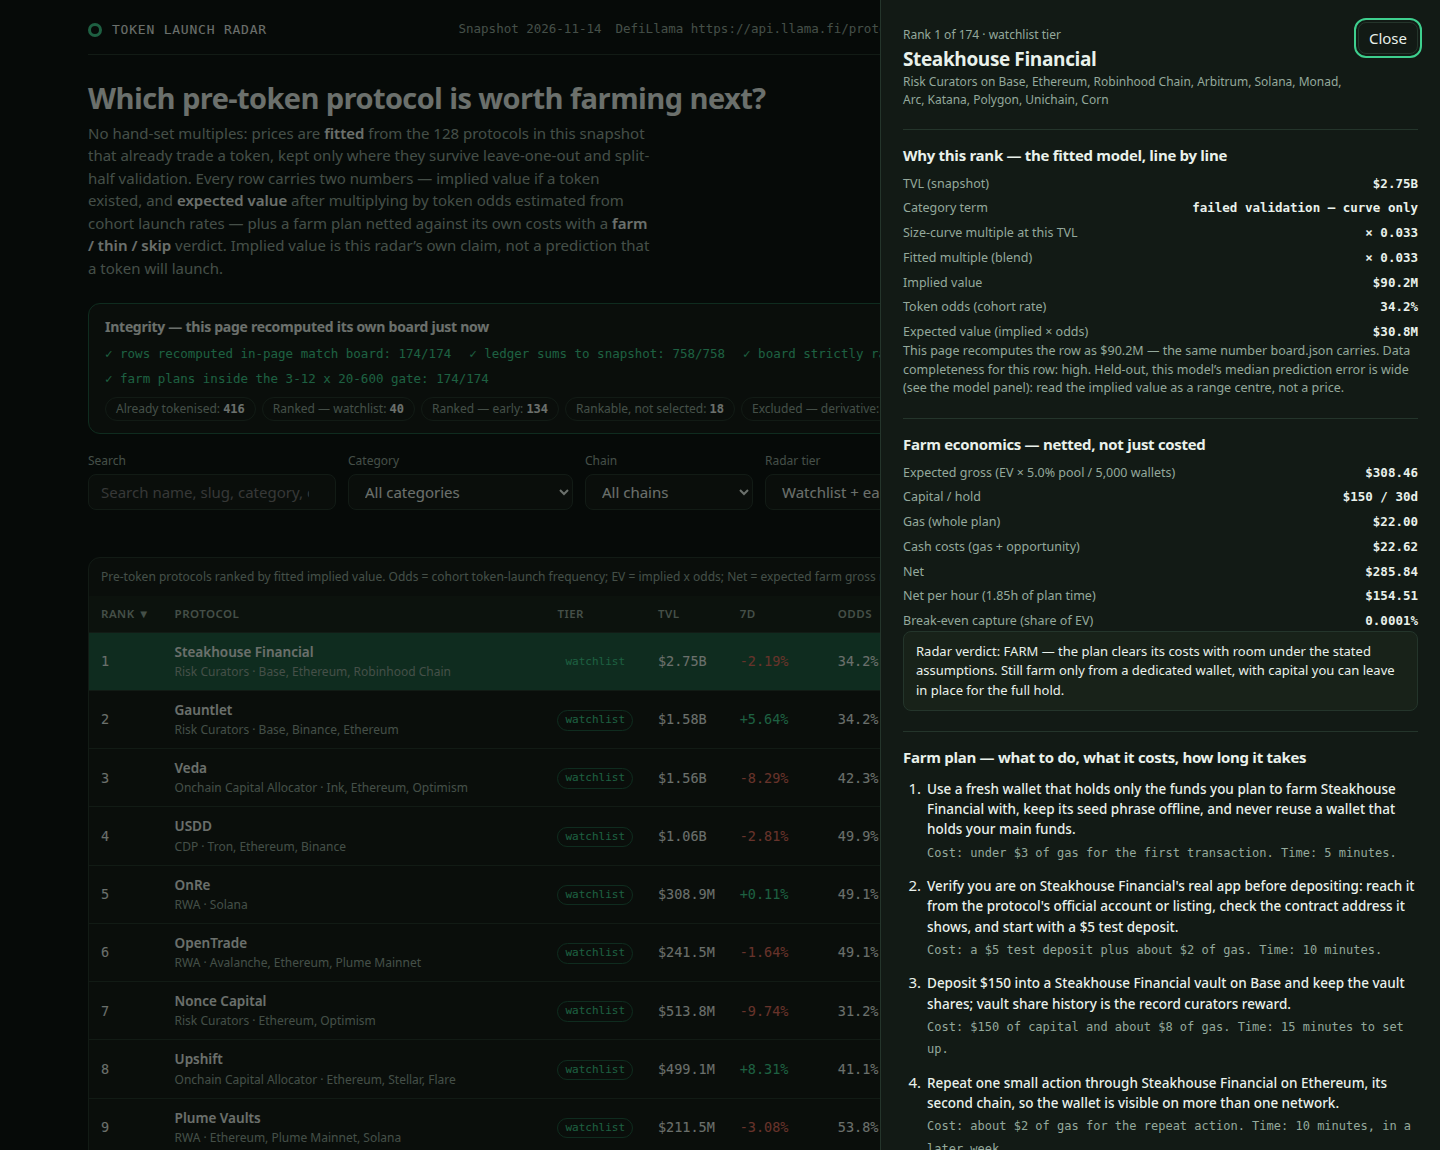 TOKEN LAUNCH RADAR
Snapshot 2026-11-14 DefiLlama https://api.llama.fi/prot
Which pre-token protocol is worth farming next?
No hand-set multiples: prices are fitted from the 128 protocols in this snapshot
that already trade a token, kept only where they survive leave-one-out and split-
half validation. Every row carries two numbers — implied value if a token
existed, and expected value after multiplying by token odds estimated from
cohort launch rates — plus a farm plan netted against its own costs with a farm
/ thin / skip verdict. Implied value is this radar's own claim, not a prediction that
a token will launch.
Integrity — this page recomputed its own board just now
✓ rows recomputed in-page match board: 174/174 ✓ ledger sums to snapshot: 758/758 ✓ board strictly r
✓ farm plans inside the 3-12 x 20-600 gate: 174/174
Already tokenised: 416 Ranked — watchlist: 40 Ranked — early: 134 Rankable, not selected: 18 Excluded — derivative:
Search Category Chain Radar tier
Search name, slug, category, All categories All chains Watchlist + ea
Pre-token protocols ranked by fitted implied value. Odds = cohort token-launch frequency; EV = implied x odds; Net = expected farm gross
RANK ▼ PROTOCOL TIER TVL 7D ODDS
1 Steakhouse Financial watchlist $2.75B -2.19% 34.2%
Risk Curators · Base, Ethereum, Robinhood Chain
2 Gauntlet watchlist $1.58B +5.64% 34.2%
Risk Curators · Base, Binance, Ethereum
3 Veda watchlist $1.56B -8.29% 42.3%
Onchain Capital Allocator · Ink, Ethereum, Optimism
4 USDD watchlist $1.06B -2.81% 49.9%
CDP · Tron, Ethereum, Binance
5 OnRe watchlist $308.9M +0.11% 49.1%
RWA · Solana
6 OpenTrade watchlist $241.5M -1.64% 49.1%
RWA · Avalanche, Ethereum, Plume Mainnet
7 Nonce Capital watchlist $513.8M -9.74% 31.2%
Risk Curators · Ethereum, Optimism
8 Upshift watchlist $499.1M +8.31% 41.1%
Onchain Capital Allocator · Ethereum, Stellar, Flare
9 Plume Vaults watchlist $211.5M -3.08% 53.8%
RWA · Ethereum, Plume Mainnet, Solana
Rank 1 of 174 · watchlist tier
Close
Steakhouse Financial
Risk Curators on Base, Ethereum, Robinhood Chain, Arbitrum, Solana, Monad,
Arc, Katana, Polygon, Unichain, Corn
Why this rank — the fitted model, line by line
TVL (snapshot) $2.75B
Category term failed validation — curve only
Size-curve multiple at this TVL × 0.033
Fitted multiple (blend) × 0.033
Implied value $90.2M
Token odds (cohort rate) 34.2%
Expected value (implied × odds) $30.8M
This page recomputes the row as $90.2M — the same number board.json carries. Data
completeness for this row: high. Held-out, this model's median prediction error is wide
(see the model panel): read the implied value as a range centre, not a price.
Farm economics — netted, not just costed
Expected gross (EV × 5.0% pool / 5,000 wallets) $308.46
Capital / hold $150 / 30d
Gas (whole plan) $22.00
Cash costs (gas + opportunity) $22.62
Net $285.84
Net per hour (1.85h of plan time) $154.51
Break-even capture (share of EV) 0.0001%
Radar verdict: FARM — the plan clears its costs with room under the stated
assumptions. Still farm only from a dedicated wallet, with capital you can leave
in place for the full hold.
Farm plan — what to do, what it costs, how long it takes
1. Use a fresh wallet that holds only the funds you plan to farm Steakhouse
Financial with, keep its seed phrase offline, and never reuse a wallet that
holds your main funds.
Cost: under $3 of gas for the first transaction. Time: 5 minutes.
2. Verify you are on Steakhouse Financial's real app before depositing: reach it
from the protocol's official account or listing, check the contract address it
shows, and start with a $5 test deposit.
Cost: a $5 test deposit plus about $2 of gas. Time: 10 minutes.
3. Deposit $150 into a Steakhouse Financial vault on Base and keep the vault
shares; vault share history is the record curators reward.
Cost: $150 of capital and about $8 of gas. Time: 15 minutes to set
up.
4. Repeat one small action through Steakhouse Financial on Ethereum, its
second chain, so the wallet is visible on more than one network.
Cost: about $2 of gas for the repeat action. Time: 10 minutes, in a
later week.